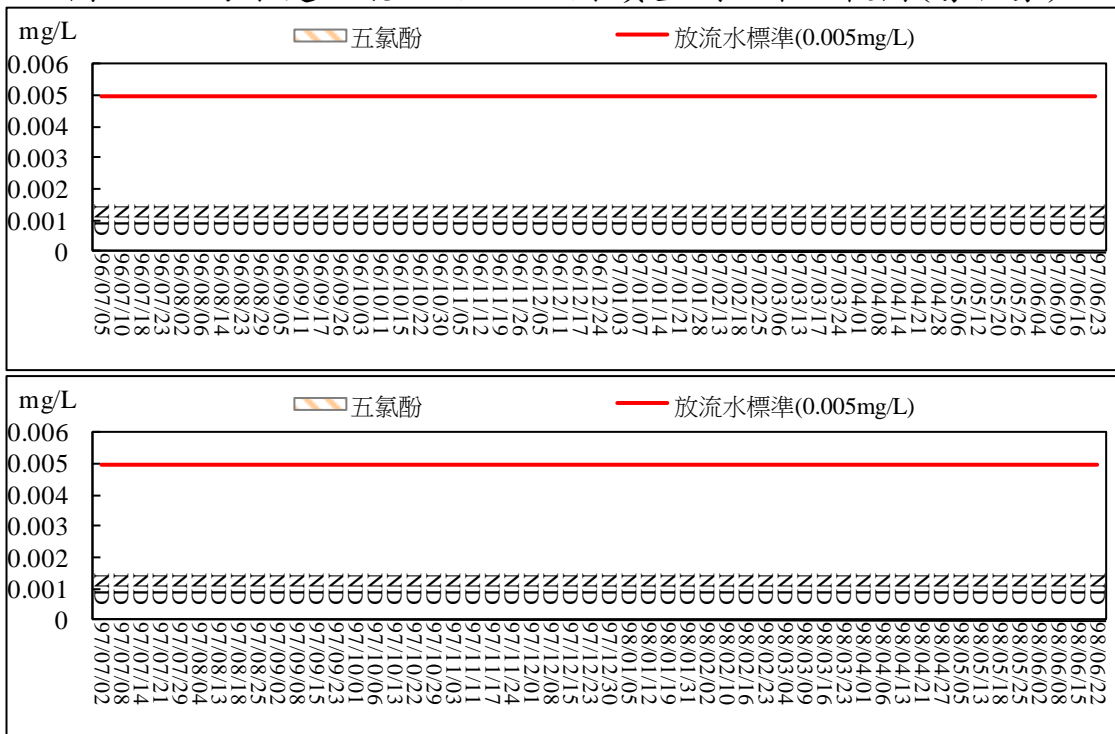 mg/L
五氯酚
放流水標準(0.005mg/L)
0.006
0.005
0.004
0.003
0.002
0.001
0
ND ND ND ND ND ND ND ND ND ND ND ND ND ND ND ND ND ND ND ND ND ND ND ND ND ND ND ND ND ND ND ND ND ND ND ND ND ND ND ND ND ND ND ND ND ND ND ND ND ND ND
96/07/05 96/07/10 96/07/18 96/07/23 96/08/02 96/08/06 96/08/14 96/08/23 96/08/29 96/09/05 96/09/11 96/09/17 96/09/26 96/10/03 96/10/11 96/10/15 96/10/22 96/10/30 96/11/05 96/11/12 96/11/19 96/11/26 96/12/05 96/12/11 96/12/17 96/12/24 97/01/03 97/01/07 97/01/14 97/01/21 97/01/28 97/02/13 97/02/18 97/02/25 97/03/06 97/03/13 97/03/17 97/03/24 97/04/01 97/04/08 97/04/14 97/04/21 97/04/28 97/05/06 97/05/12 97/05/20 97/05/26 97/06/04 97/06/09 97/06/16 97/06/23
mg/L
五氯酚
放流水標準(0.005mg/L)
0.006
0.005
0.004
0.003
0.002
0.001
0
ND ND ND ND ND ND ND ND ND ND ND ND ND ND ND ND ND ND ND ND ND ND ND ND ND ND ND ND ND ND ND ND ND ND ND ND ND ND ND ND ND ND ND ND ND ND ND ND ND ND ND ND
97/07/02 97/07/08 97/07/14 97/07/21 97/07/29 97/08/04 97/08/13 97/08/18 97/08/25 97/09/02 97/09/08 97/09/15 97/09/23 97/10/01 97/10/06 97/10/13 97/10/22 97/10/29 97/11/03 97/11/11 97/11/17 97/11/24 97/12/01 97/12/08 97/12/15 97/12/23 97/12/30 98/01/05 98/01/12 98/01/19 98/01/31 98/02/02 98/02/10 98/02/16 98/02/23 98/03/04 98/03/09 98/03/16 98/03/23 98/04/01 98/04/06 98/04/13 98/04/21 98/04/27 98/05/05 98/05/13 98/05/18 98/05/25 98/06/02 98/06/08 98/06/15 98/06/22